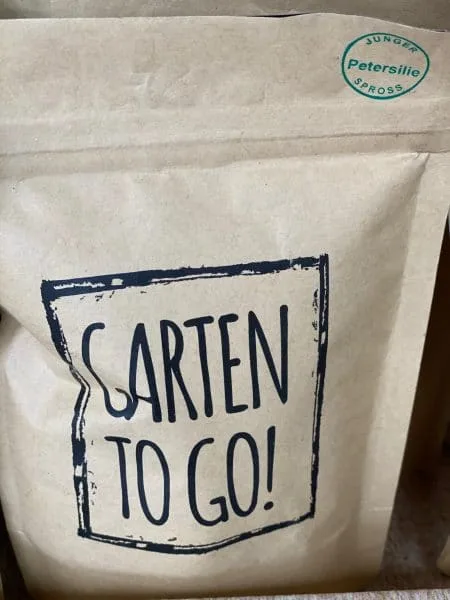 JUNGER
Petersilie
SPROSS
GARTEN
TO GO!